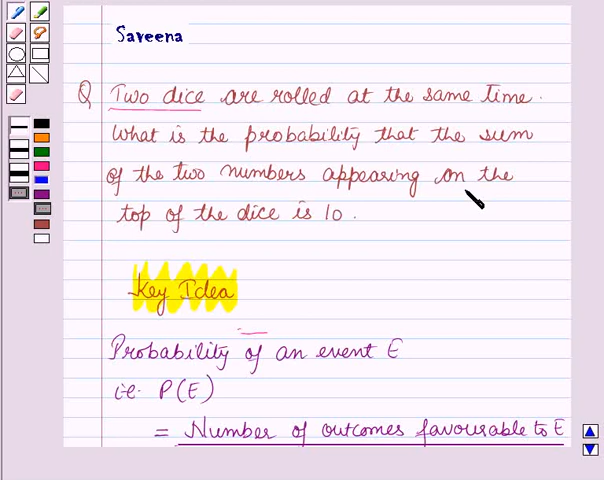 Saveena
Q Two dice are rolled at the same time.
What is the probability that the sum
of the two numbers appearing on the
top of the dice is 10.
Key Idea
Probability of an event E
i.e. P(E)
= Number of outcomes favourable to E